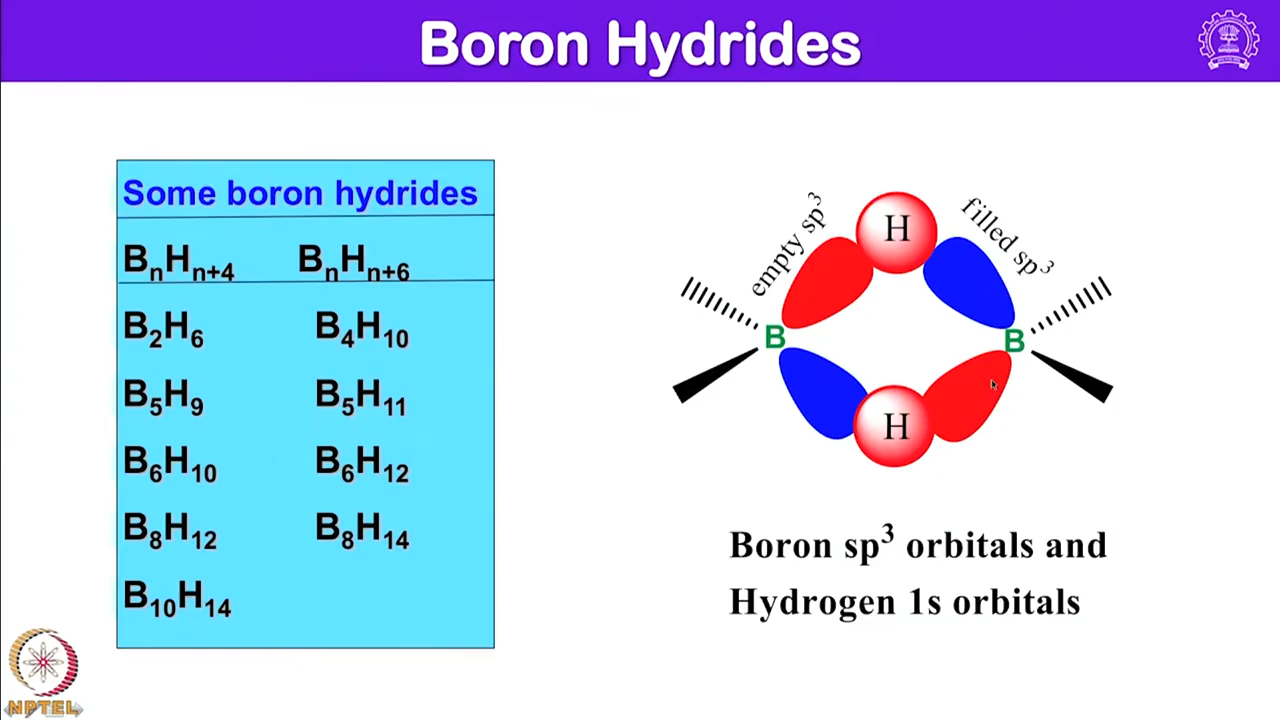 Boron Hydrides
Some boron hydrides
BₙHₙ₊₄ BₙHₙ₊₆
B₂H₆ B₄H₁₀
B₅H₉ B₅H₁₁
B₆H₁₀ B₆H₁₂
B₈H₁₂ B₈H₁₄
B₁₀H₁₄
empty sp³
H
filled sp³
B
B
H
Boron sp³ orbitals and
Hydrogen 1s orbitals
NPTEL